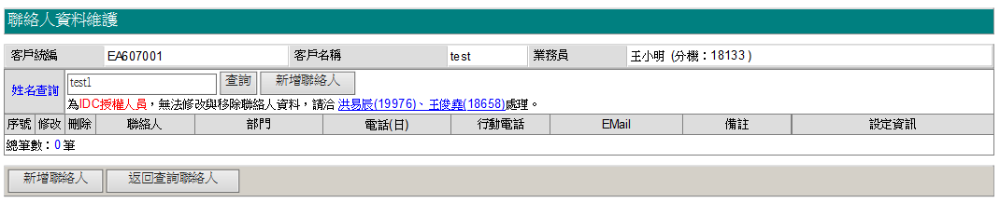 聯絡人資料維護
客戶統編 EA607001 客戶名稱 test 業務員 王小明 (分機：18133 )
姓名查詢 test1 查詢 新增聯絡人
為IDC授權人員，無法修改與移除聯絡人資料，請洽 洪易辰(19976)、王俊堯(18658)處理。
序號 修改 刪除 聯絡人 部門 電話(日) 行動電話 EMail 備註 設定資訊
總筆數：0 筆
新增聯絡人 返回查詢聯絡人